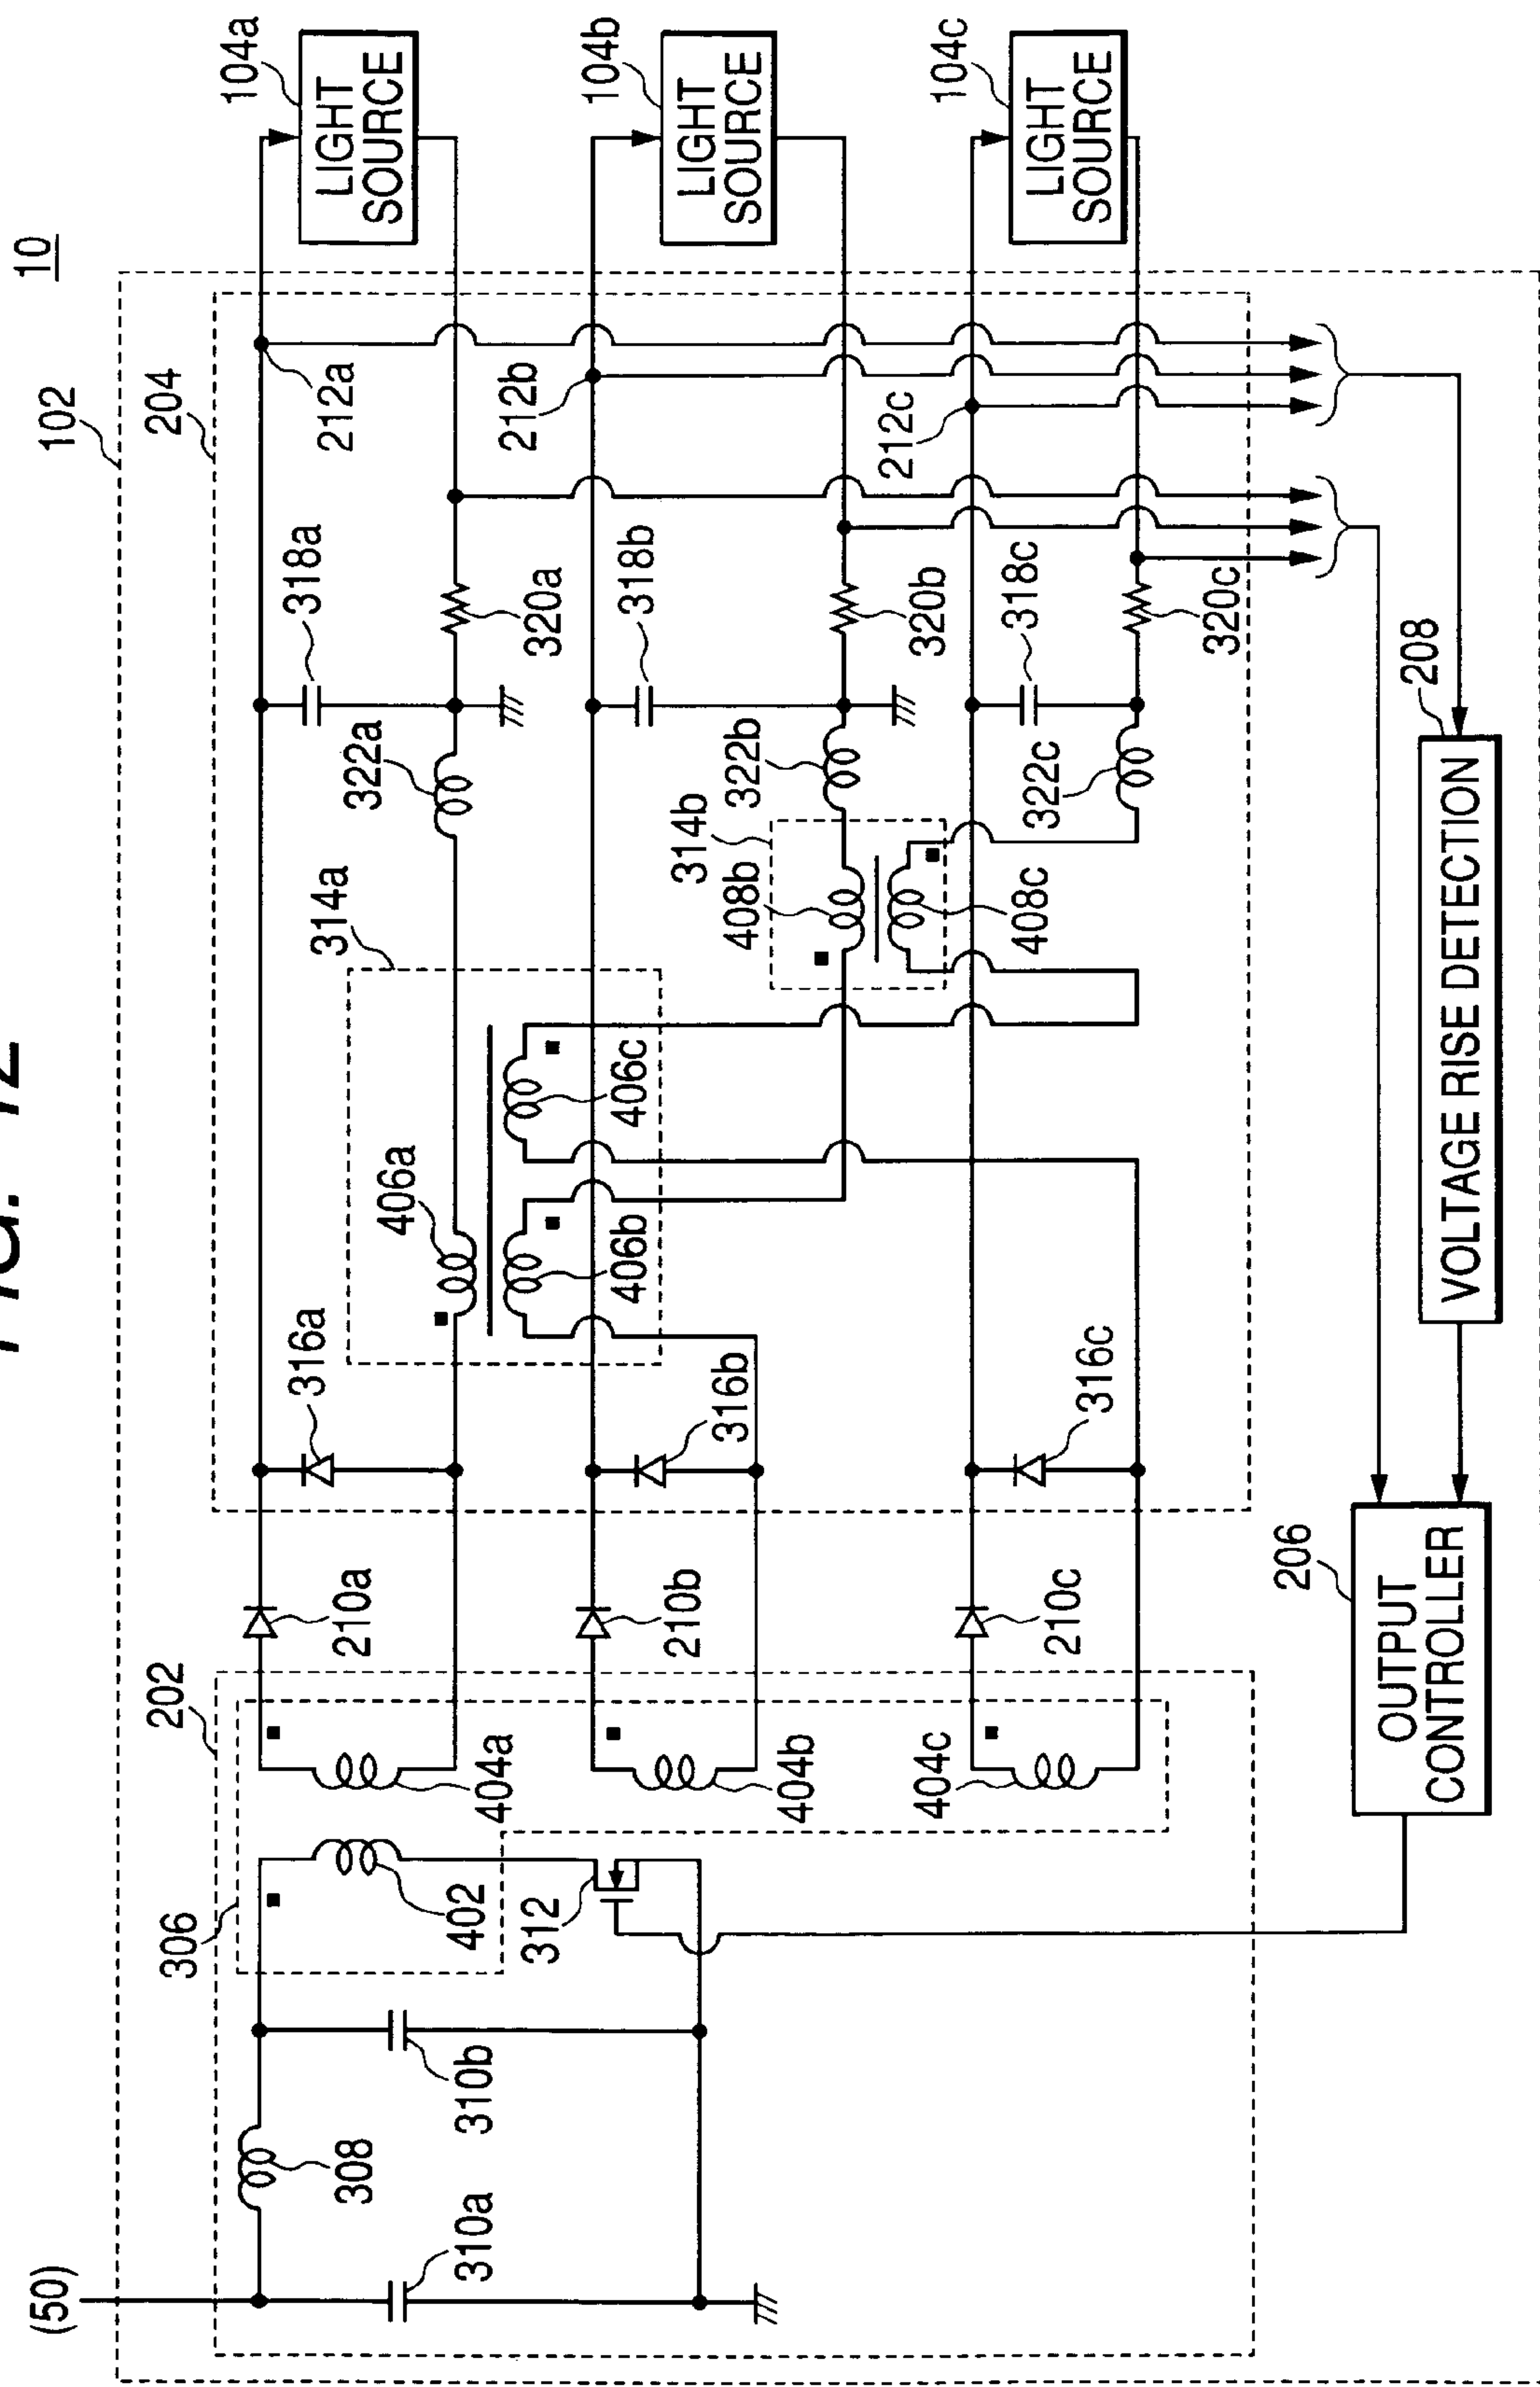 FIG. 12
10
102
204
104a
LIGHT
SOURCE
104b
LIGHT
SOURCE
104c
LIGHT
SOURCE
212a
212b
212c
318a
318b
318c
320a
320b
320c
322a
322b
322c
314a
314b
408b
408c
406a
406b
406c
316a
316b
316c
208
VOLTAGE RISE DETECTION
206
OUTPUT
CONTROLLER
202
210a
210b
210c
404a
404b
404c
306
402
312
310b
308
310a
(50)